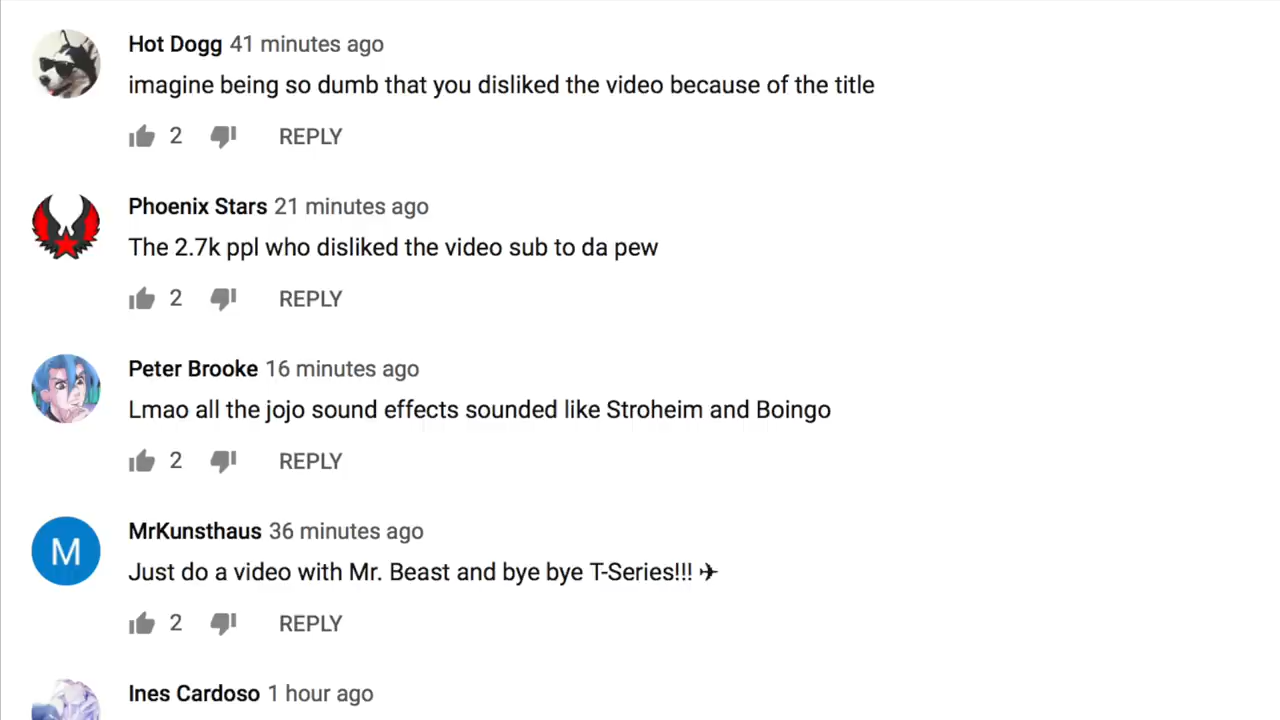 Hot Dogg 41 minutes ago
imagine being so dumb that you disliked the video because of the title
2 REPLY
Phoenix Stars 21 minutes ago
The 2.7k ppl who disliked the video sub to da pew
2 REPLY
Peter Brooke 16 minutes ago
Lmao all the jojo sound effects sounded like Stroheim and Boingo
2 REPLY
M
MrKunsthaus 36 minutes ago
Just do a video with Mr. Beast and bye bye T-Series!!! ✈
2 REPLY
Ines Cardoso 1 hour ago